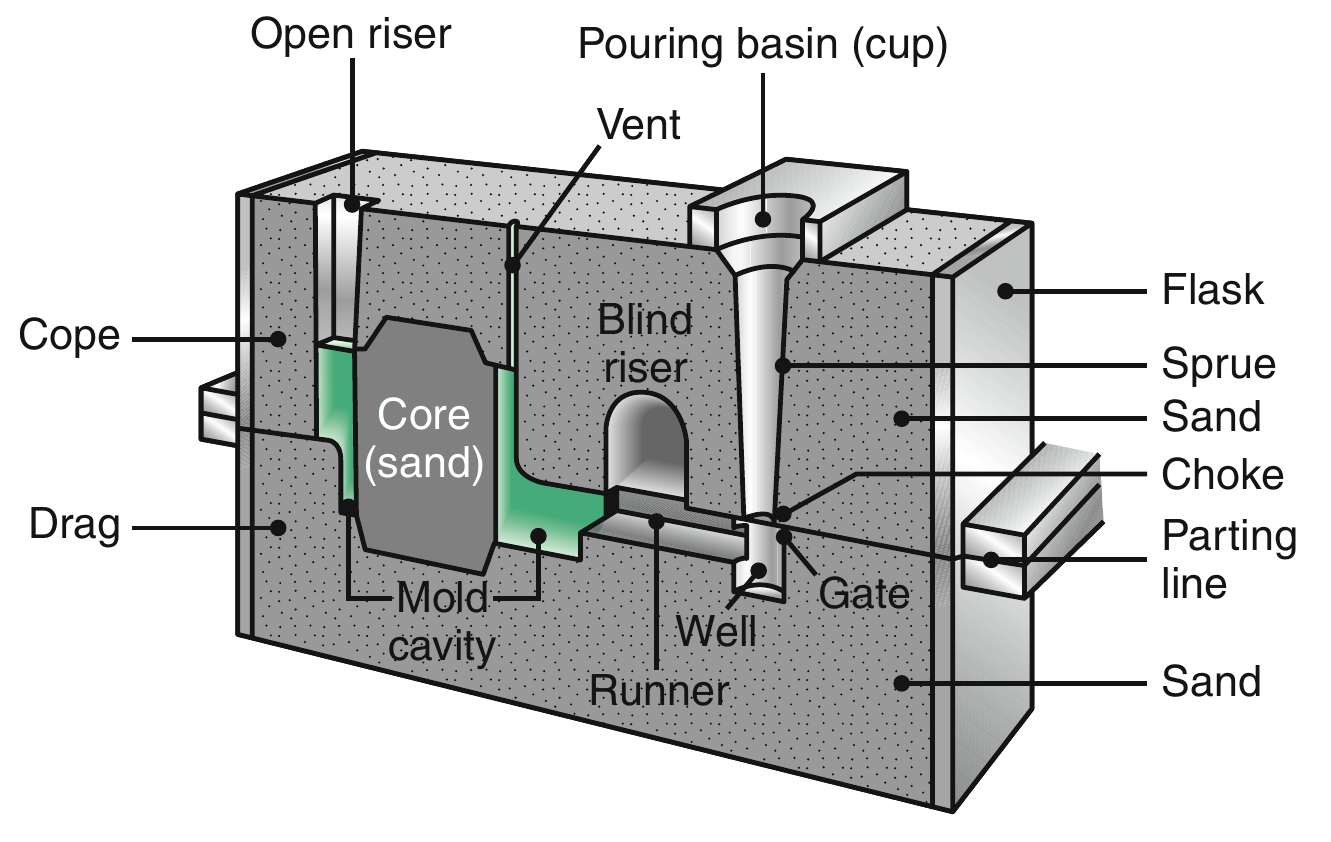 Open riser
Pouring basin (cup)
Vent
Flask
Blind
riser
Cope
Sprue
Core
(sand)
Sand
Choke
Drag
Parting
line
Mold
cavity
Gate
Well
Runner
Sand